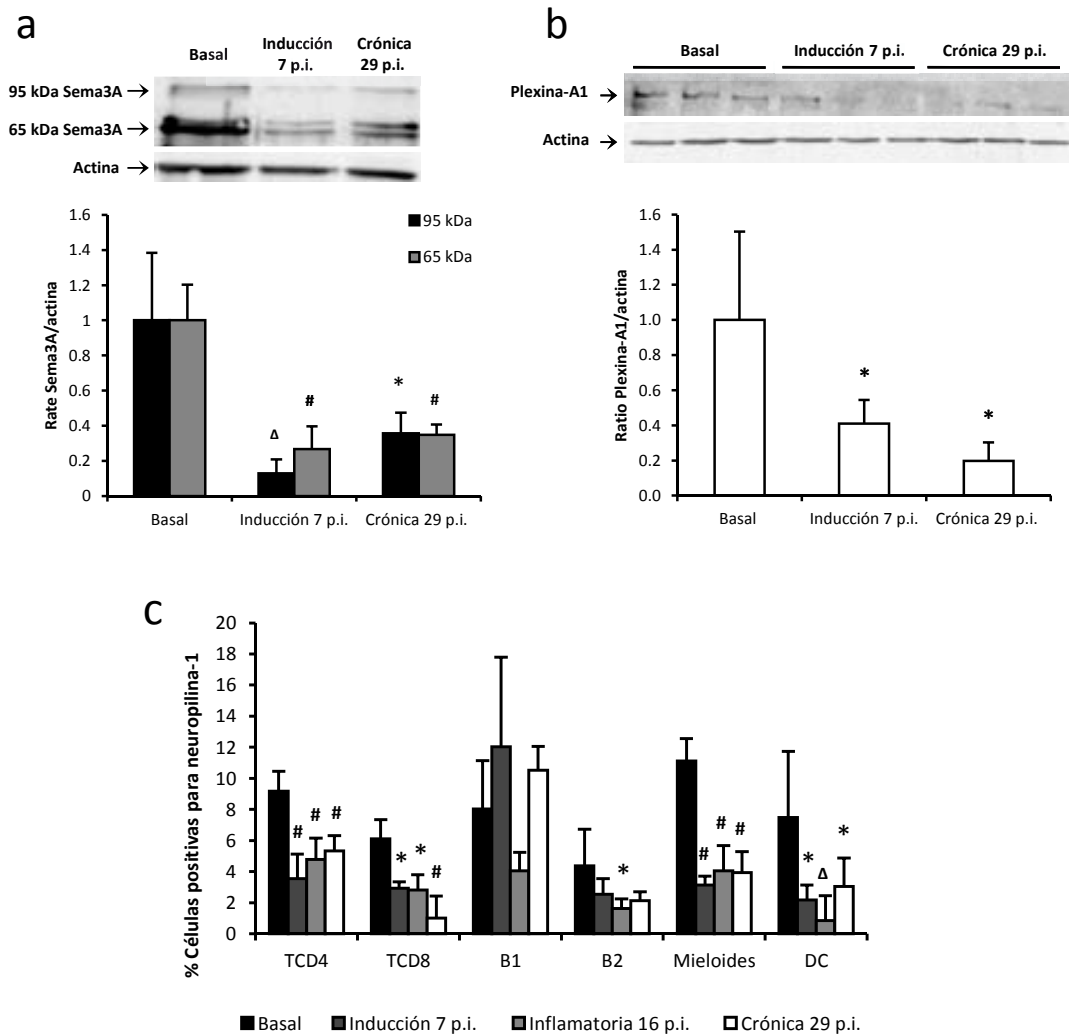 a
Basal
Inducción
7 p.i.
Crónica
29 p.i.
95 kDa Sema3A
65 kDa Sema3A
Actina
1.6
1.4
1.2
1
0.8
0.6
0.4
0.2
0
Rate Sema3A/actina
95 kDa
65 kDa
Δ
#
*
#
Basal
Inducción 7 p.i.
Crónica 29 p.i.
b
Basal
Inducción 7 p.i.
Crónica 29 p.i.
Plexina-A1
Actina
1.6
1.4
1.2
1.0
0.8
0.6
0.4
0.2
0.0
Ratio Plexina-A1/actina
*
*
Basal
Inducción 7 p.i.
Crónica 29 p.i.
c
20
18
16
14
12
10
8
6
4
2
0
% Células positivas para neuropilina-1
# # #
* * #
*
# # #
* Δ *
TCD4
TCD8
B1
B2
Mieloides
DC
Basal
Inducción 7 p.i.
Inflamatoria 16 p.i.
Crónica 29 p.i.